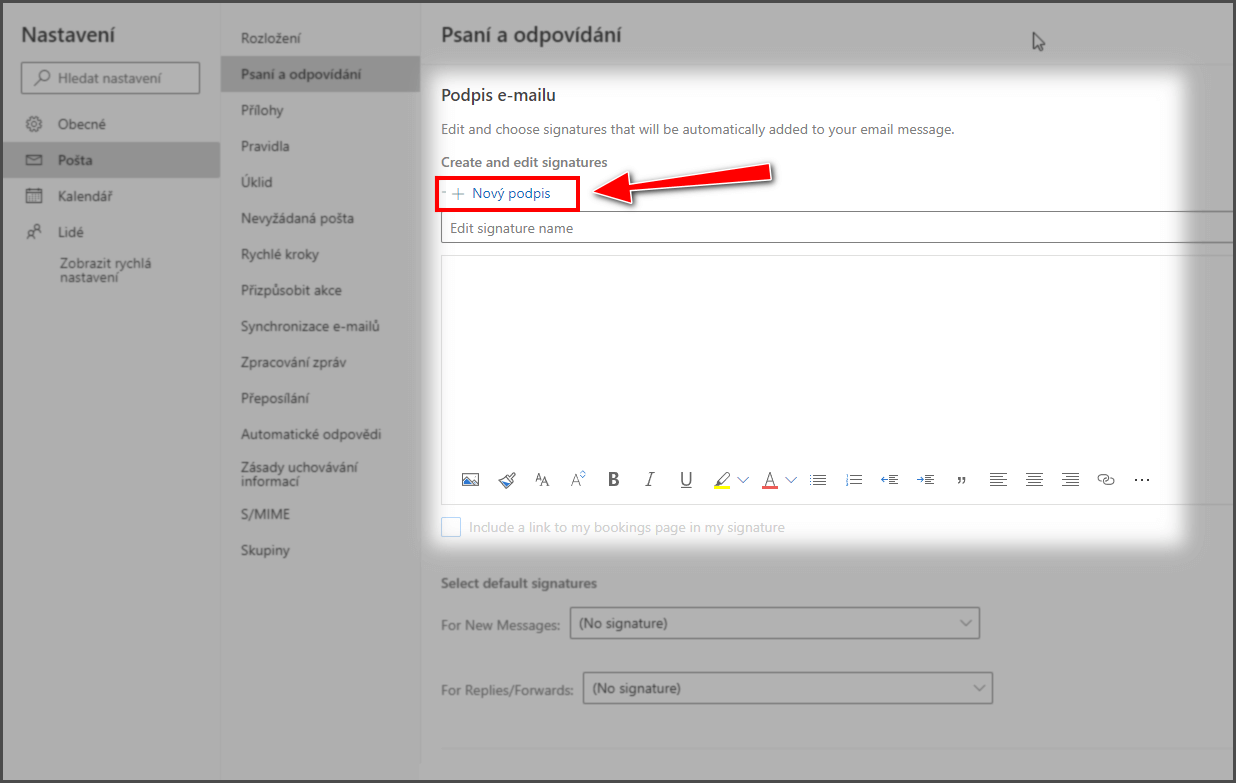 Nastavení
Hledat nastavení
Obecné
Pošta
Kalendář
Lidé
Zobrazit rychlá
nastavení
Rozložení
Psaní a odpovídání
Přílohy
Pravidla
Úklid
Nevyžádaná pošta
Rychlé kroky
Přizpůsobit akce
Synchronizace e-mailů
Zpracování zpráv
Přeposílání
Automatické odpovědi
Zásady uchovávání
informací
S/MIME
Skupiny
Psaní a odpovídání
Podpis e-mailu
Edit and choose signatures that will be automatically added to your email message.
Create and edit signatures
Nový podpis
Edit signature name
Include a link to my bookings page in my signature
Select default signatures
For New Messages: (No signature)
For Replies/Forwards: (No signature)